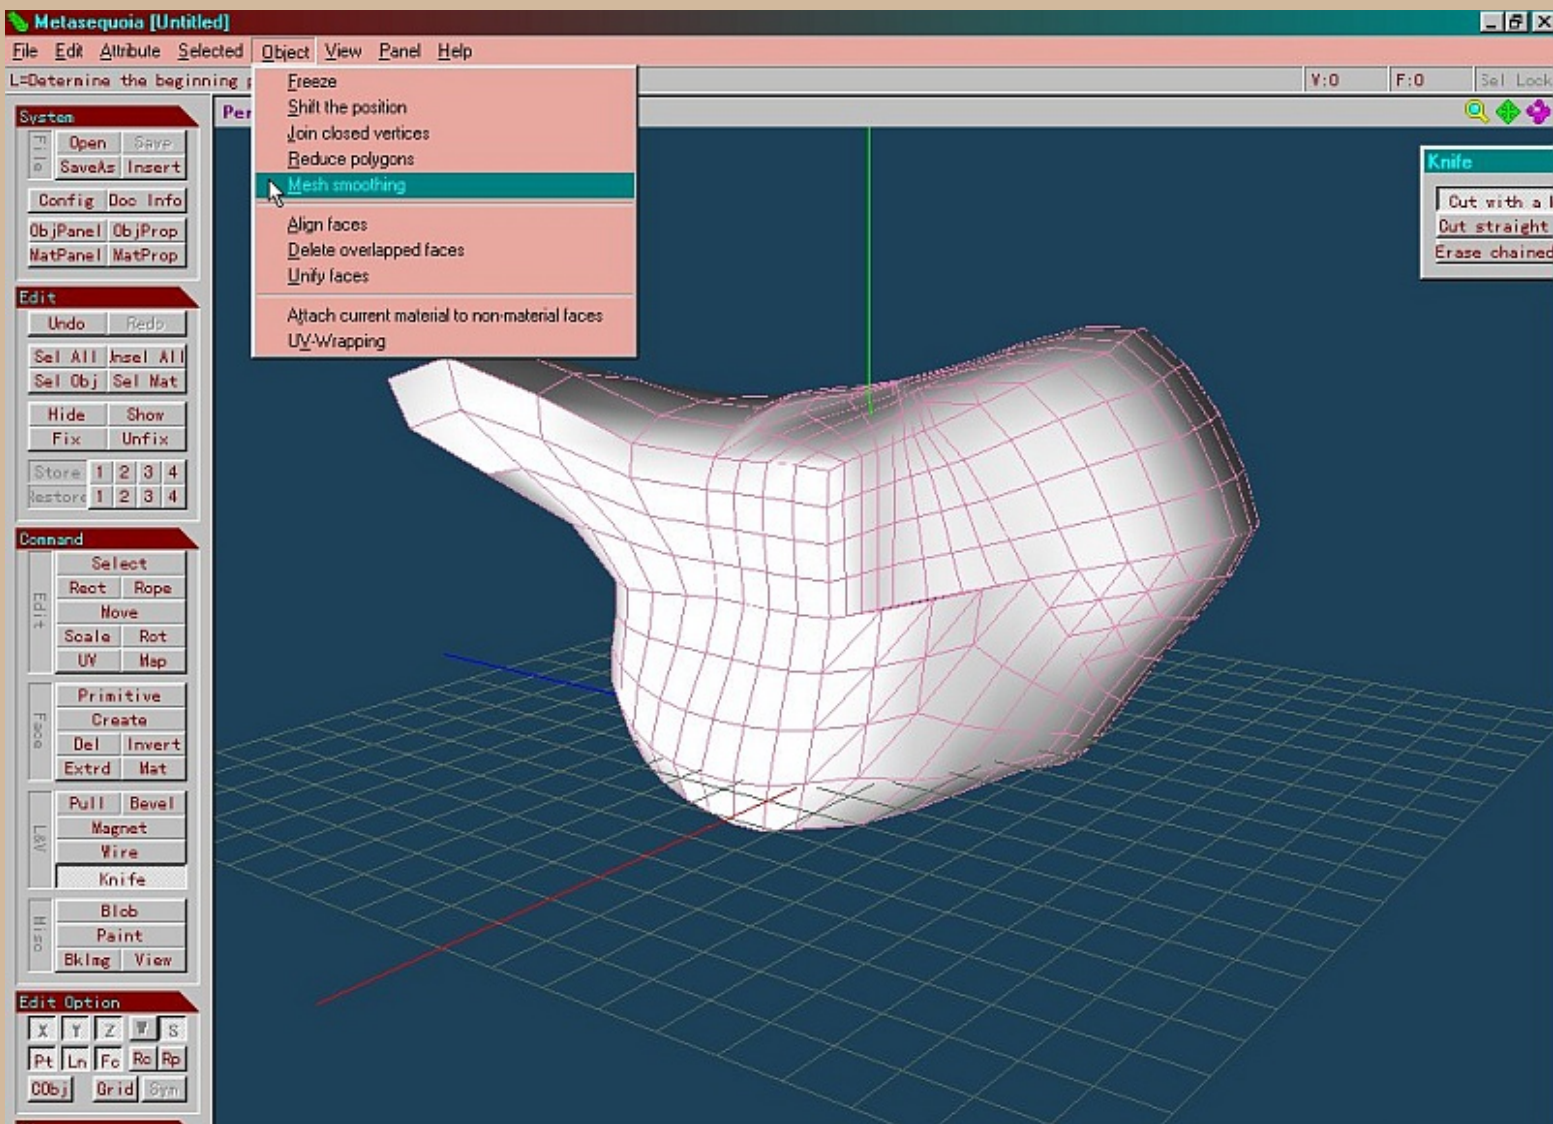 Metasequoia [Untitled]
File Edit Attribute Selected Object View Panel Help
L=Determine the beginning
V:0 F:0 Sel Lock
Freeze
Shift the position
Join closed vertices
Reduce polygons
Mesh smoothing
Align faces
Delete overlapped faces
Unify faces
Attach current material to non-material faces
UV-Wrapping
Per
Knife
Cut with a
Cut straight
Erase chained
System
File
Open Save
SaveAs Insert
Config Doc Info
ObjPanel ObjProp
MatPanel MatProp
Edit
Undo Redo
Sel All Unsel All
Sel Obj Sel Mat
Hide Show
Fix Unfix
Store 1 2 3 4
Restore 1 2 3 4
Command
Edit
Select
Rect Rope
Move
Scale Rot
UV Map
Face
Primitive
Create
Del Invert
Extrd Mat
L&V
Pull Bevel
Magnet
Wire
Knife
Misc
Blob
Paint
BkImg View
Edit Option
X Y Z W S
Pt Ln Fc Rc Rp
CObj Grid Sym